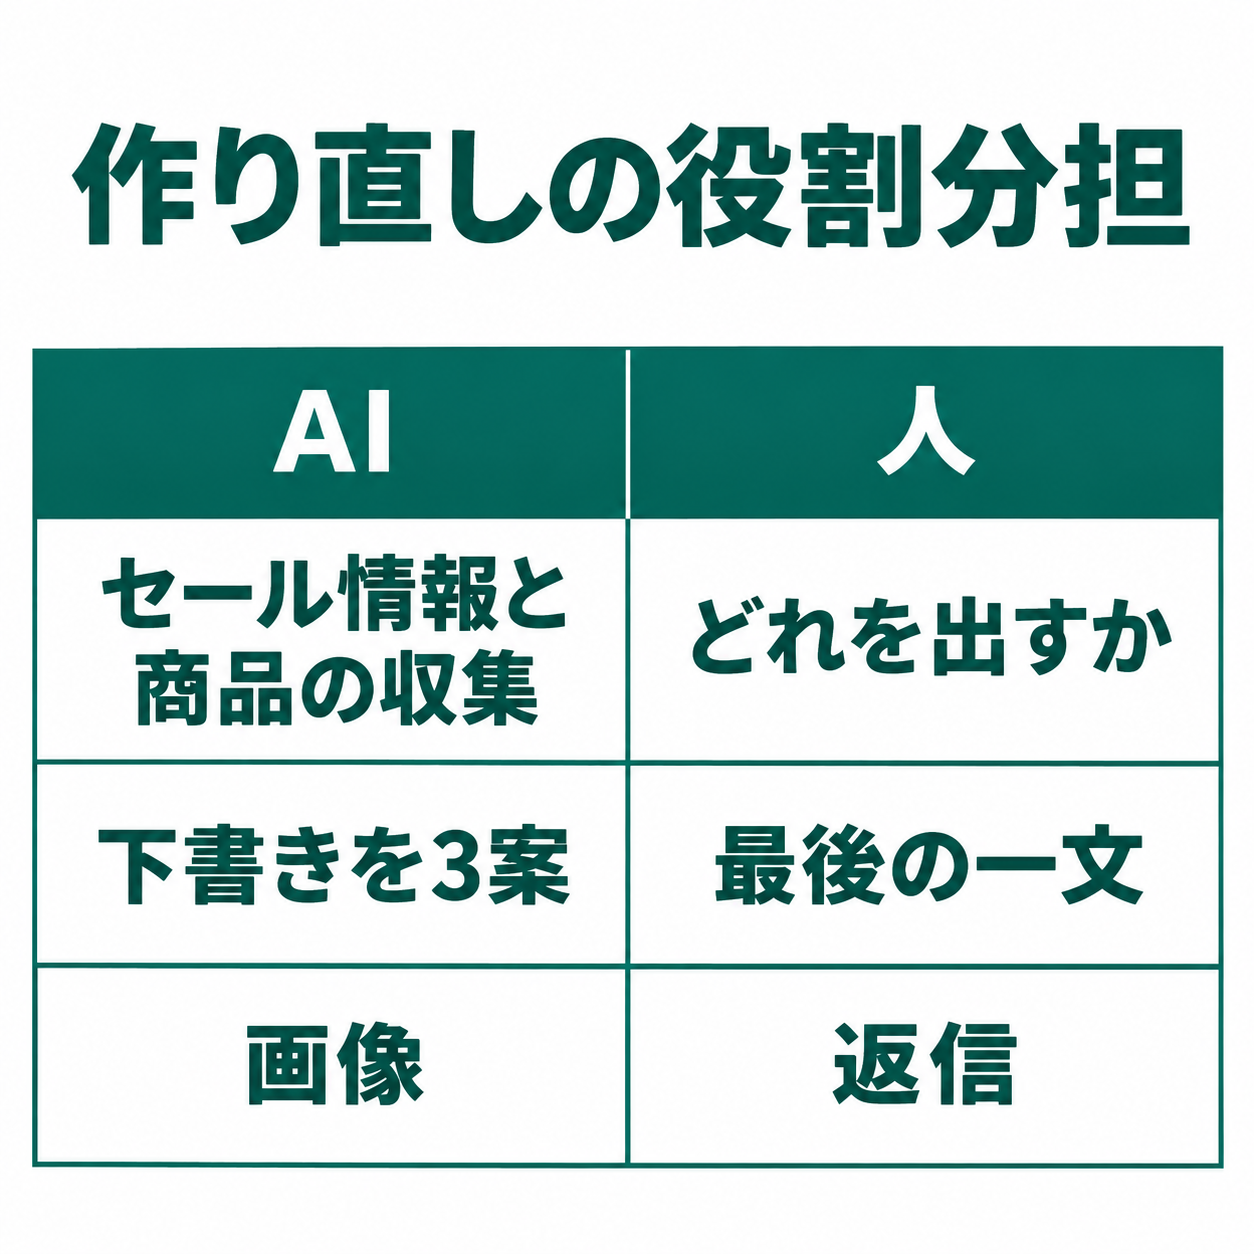 作り直しの役割分担
AI
人
セール情報と
商品の収集
どれを出すか
下書きを3案
最後の一文
画像
返信